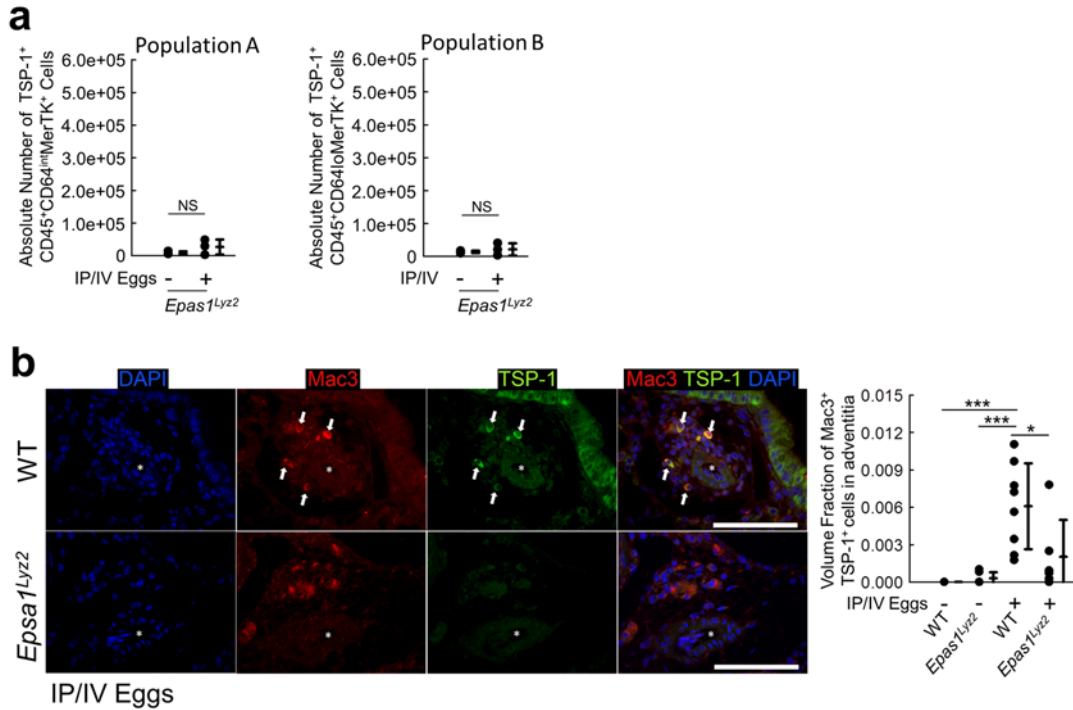 a
Population A
Absolute Number of TSP-1⁺
CD45⁺CD64ⁱⁿᵗMerTK⁺ Cells
6.0e+05
5.0e+05
4.0e+05
3.0e+05
2.0e+05
1.0e+05
0
NS
IP/IV Eggs - +
Epas1ᴸʸᶻ²
Population B
Absolute Number of TSP-1⁺
CD45⁺CD64loMerTK⁺ Cells
6.0e+05
5.0e+05
4.0e+05
3.0e+05
2.0e+05
1.0e+05
0
NS
IP/IV - +
Epas1ᴸʸᶻ²
b
DAPI Mac3 TSP-1 Mac3 TSP-1 DAPI
WT
* * * *
Epsa1ᴸʸᶻ²
* * * *
IP/IV Eggs
Volume Fraction of Mac3⁺
TSP-1⁺ cells in adventitia
0.015
0.012
0.009
0.006
0.003
0.000
***
***
*
IP/IV Eggs - - + +
WT Epas1ᴸʸᶻ² WT Epas1ᴸʸᶻ²